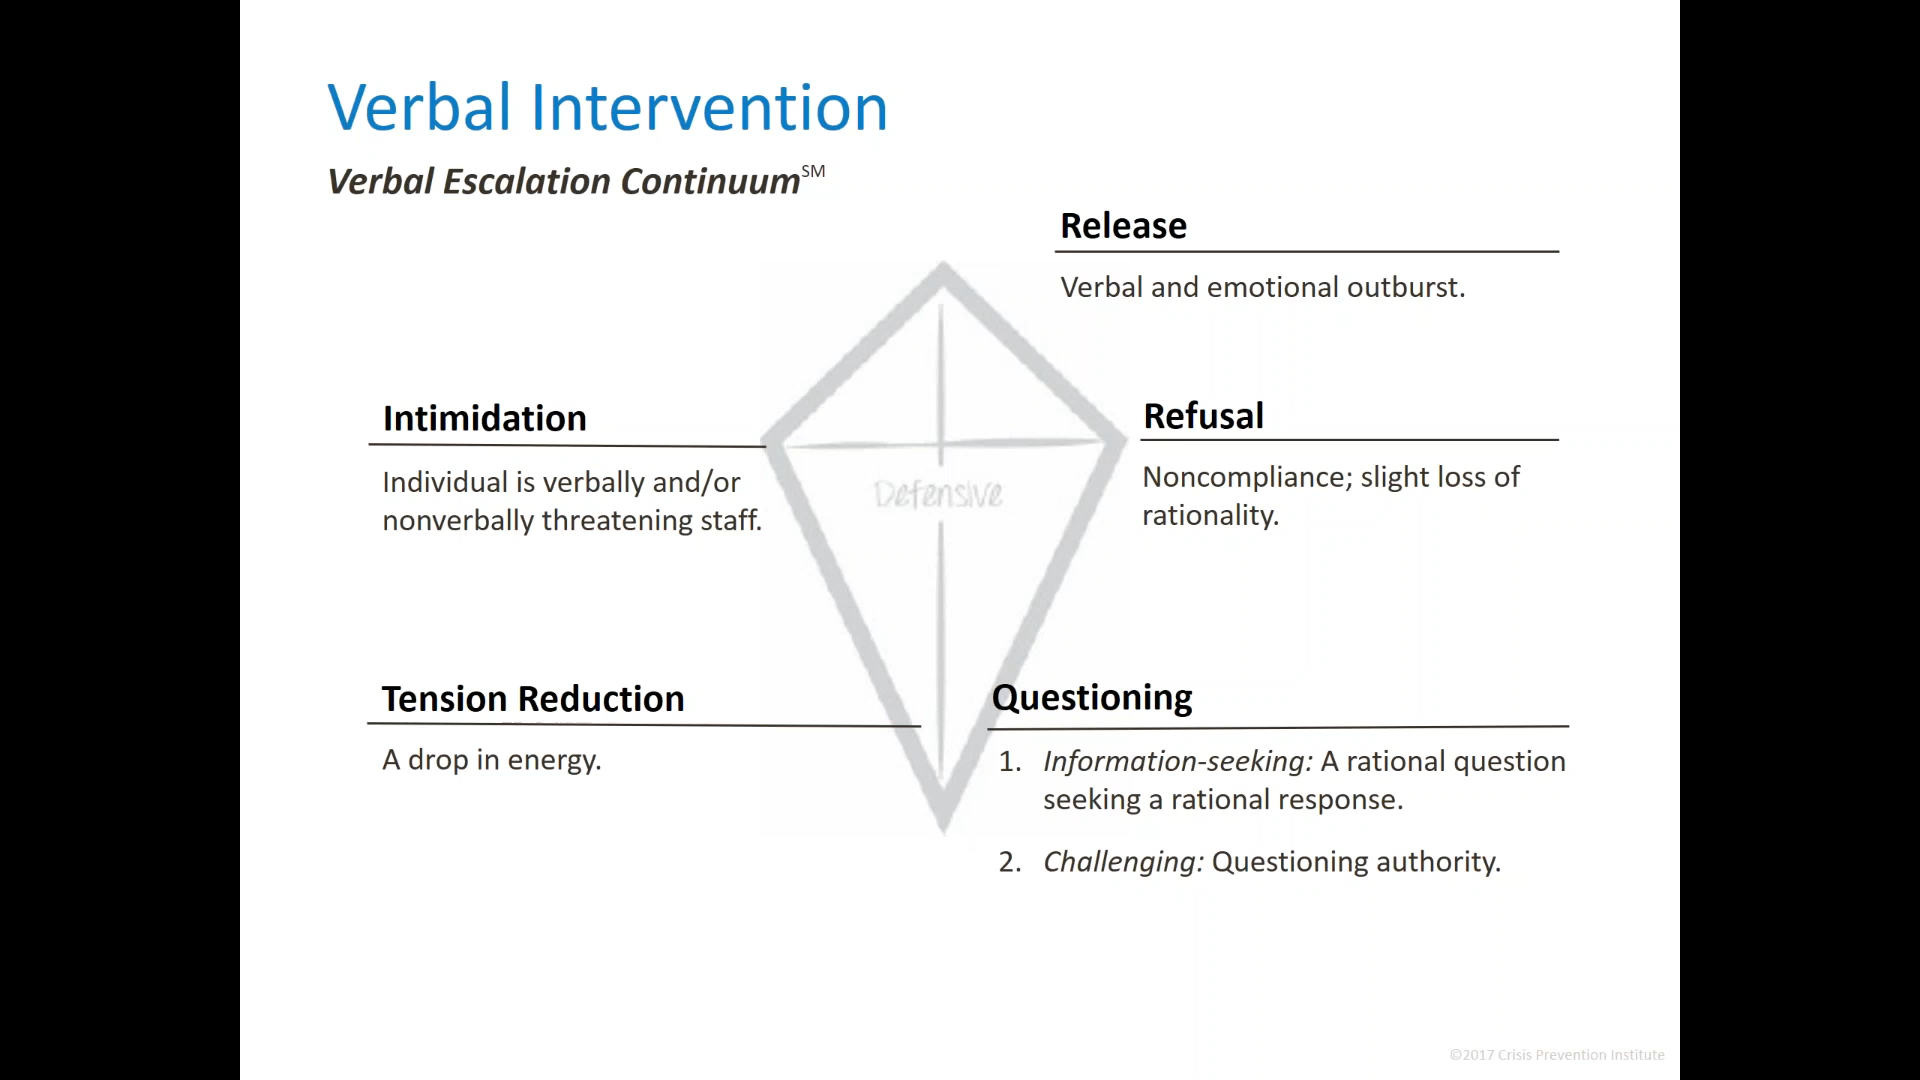 Verbal Intervention
Verbal Escalation Continuum℠
Release
Verbal and emotional outburst.
Intimidation
Individual is verbally and/or
nonverbally threatening staff.
Defensive
Refusal
Noncompliance; slight loss of
rationality.
Tension Reduction
A drop in energy.
Questioning
1. Information-seeking: A rational question
seeking a rational response.
2. Challenging: Questioning authority.
©2017 Crisis Prevention Institute